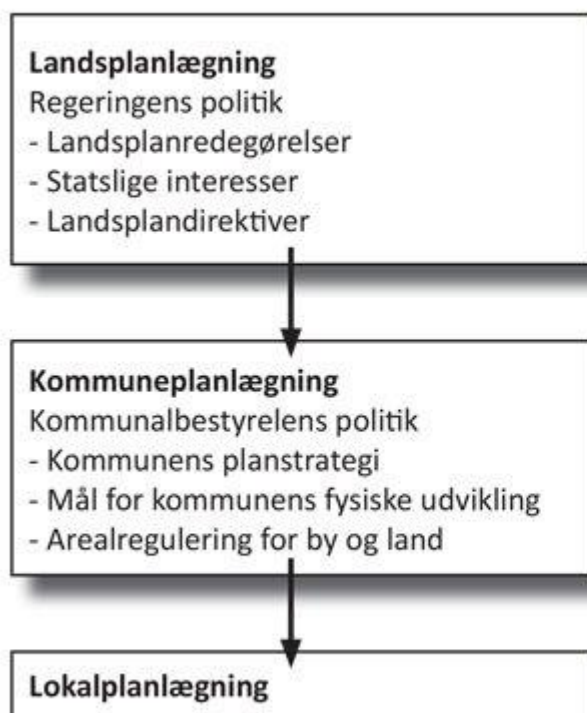 Landsplanlægning
Regeringens politik
- Landsplanredegørelser
- Statslige interesser
- Landsplandirektiver
Kommuneplanlægning
Kommunalbestyrelens politik
- Kommunens planstrategi
- Mål for kommunens fysiske udvikling
- Arealregulering for by og land
Lokalplanlægning